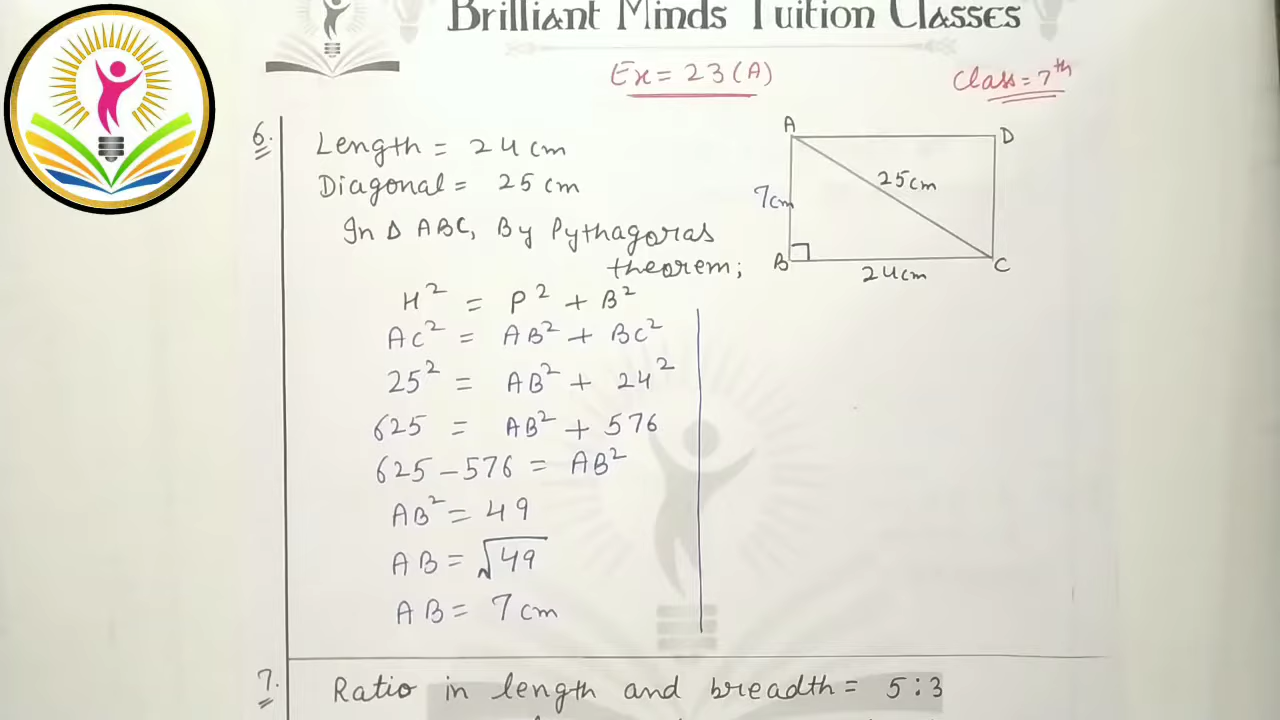 Brilliant Minds Tuition Classes
Ex = 23(A)
Class = 7th
6.
Length = 24 cm
Diagonal = 25 cm
In Δ ABC, By Pythagoras
theorem;
H² = P² + B²
AC² = AB² + BC²
25² = AB² + 24²
625 = AB² + 576
625 - 576 = AB²
AB² = 49
AB = √49
AB = 7 cm
A
D
25cm
7cm
B
24cm
C
7.
Ratio in length and breadth = 5:3